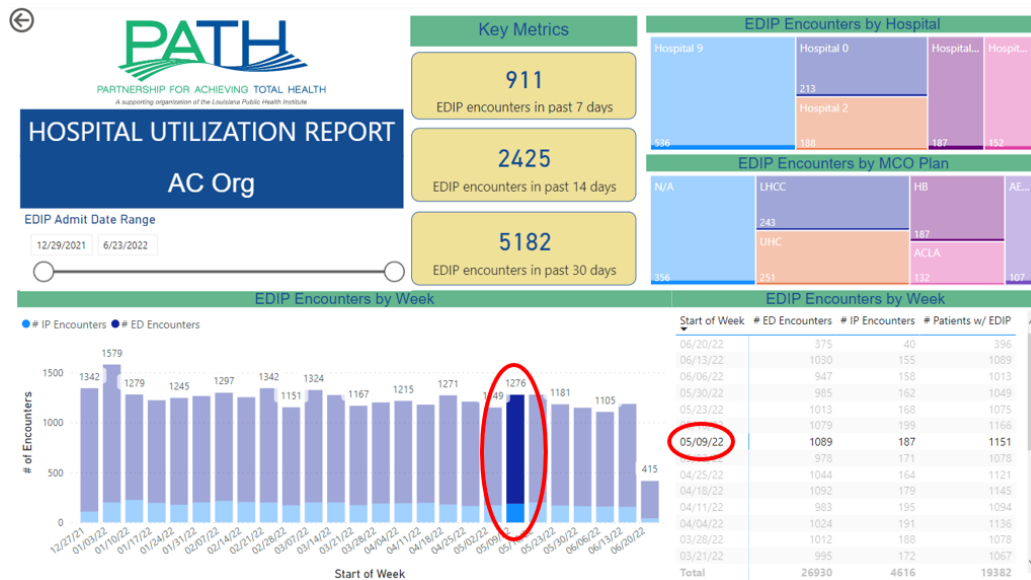 PATH
PARTNERSHIP FOR ACHIEVING TOTAL HEALTH
A supporting organization of the Louisiana Public Health Institute
HOSPITAL UTILIZATION REPORT
AC Org
EDIP Admit Date Range
12/29/2021 6/23/2022
Key Metrics
911
EDIP encounters in past 7 days
2425
EDIP encounters in past 14 days
5182
EDIP encounters in past 30 days
EDIP Encounters by Hospital
Hospital 9
536
Hospital 0
213
Hospital 2
188
Hospital...
187
Hospit...
152
EDIP Encounters by MCO Plan
N/A
356
LHCC
243
UHC
251
HB
187
ACLA
132
AE...
107
EDIP Encounters by Week
# IP Encounters # ED Encounters
# of Encounters
1500
1000
500
0
1342
1579
1279
1245
1297
1342
1151
1324
1167
1215
1271
1276
1181
1105
415
12/27/21
01/03/22
01/10/22
01/17/22
01/24/22
01/31/22
02/07/22
02/14/22
02/21/22
02/28/22
03/07/22
03/14/22
03/21/22
03/28/22
04/04/22
04/11/22
04/18/22
04/25/22
05/02/22
05/09/22
05/23/22
05/30/22
06/06/22
06/13/22
06/20/22
Start of Week
EDIP Encounters by Week
Start of Week # ED Encounters # IP Encounters # Patients w/ EDIP
06/20/22 375 40 396
06/13/22 1030 155 1089
06/06/22 947 158 1013
05/30/22 985 162 1049
05/23/22 1013 168 1075
1079 199 1166
05/09/22 1089 187 1151
978 171 1078
04/25/22 1044 164 1121
04/18/22 1092 179 1145
04/11/22 983 195 1094
04/04/22 1024 191 1136
03/28/22 1012 188 1078
03/21/22 995 172 1067
Total 26930 4616 19382